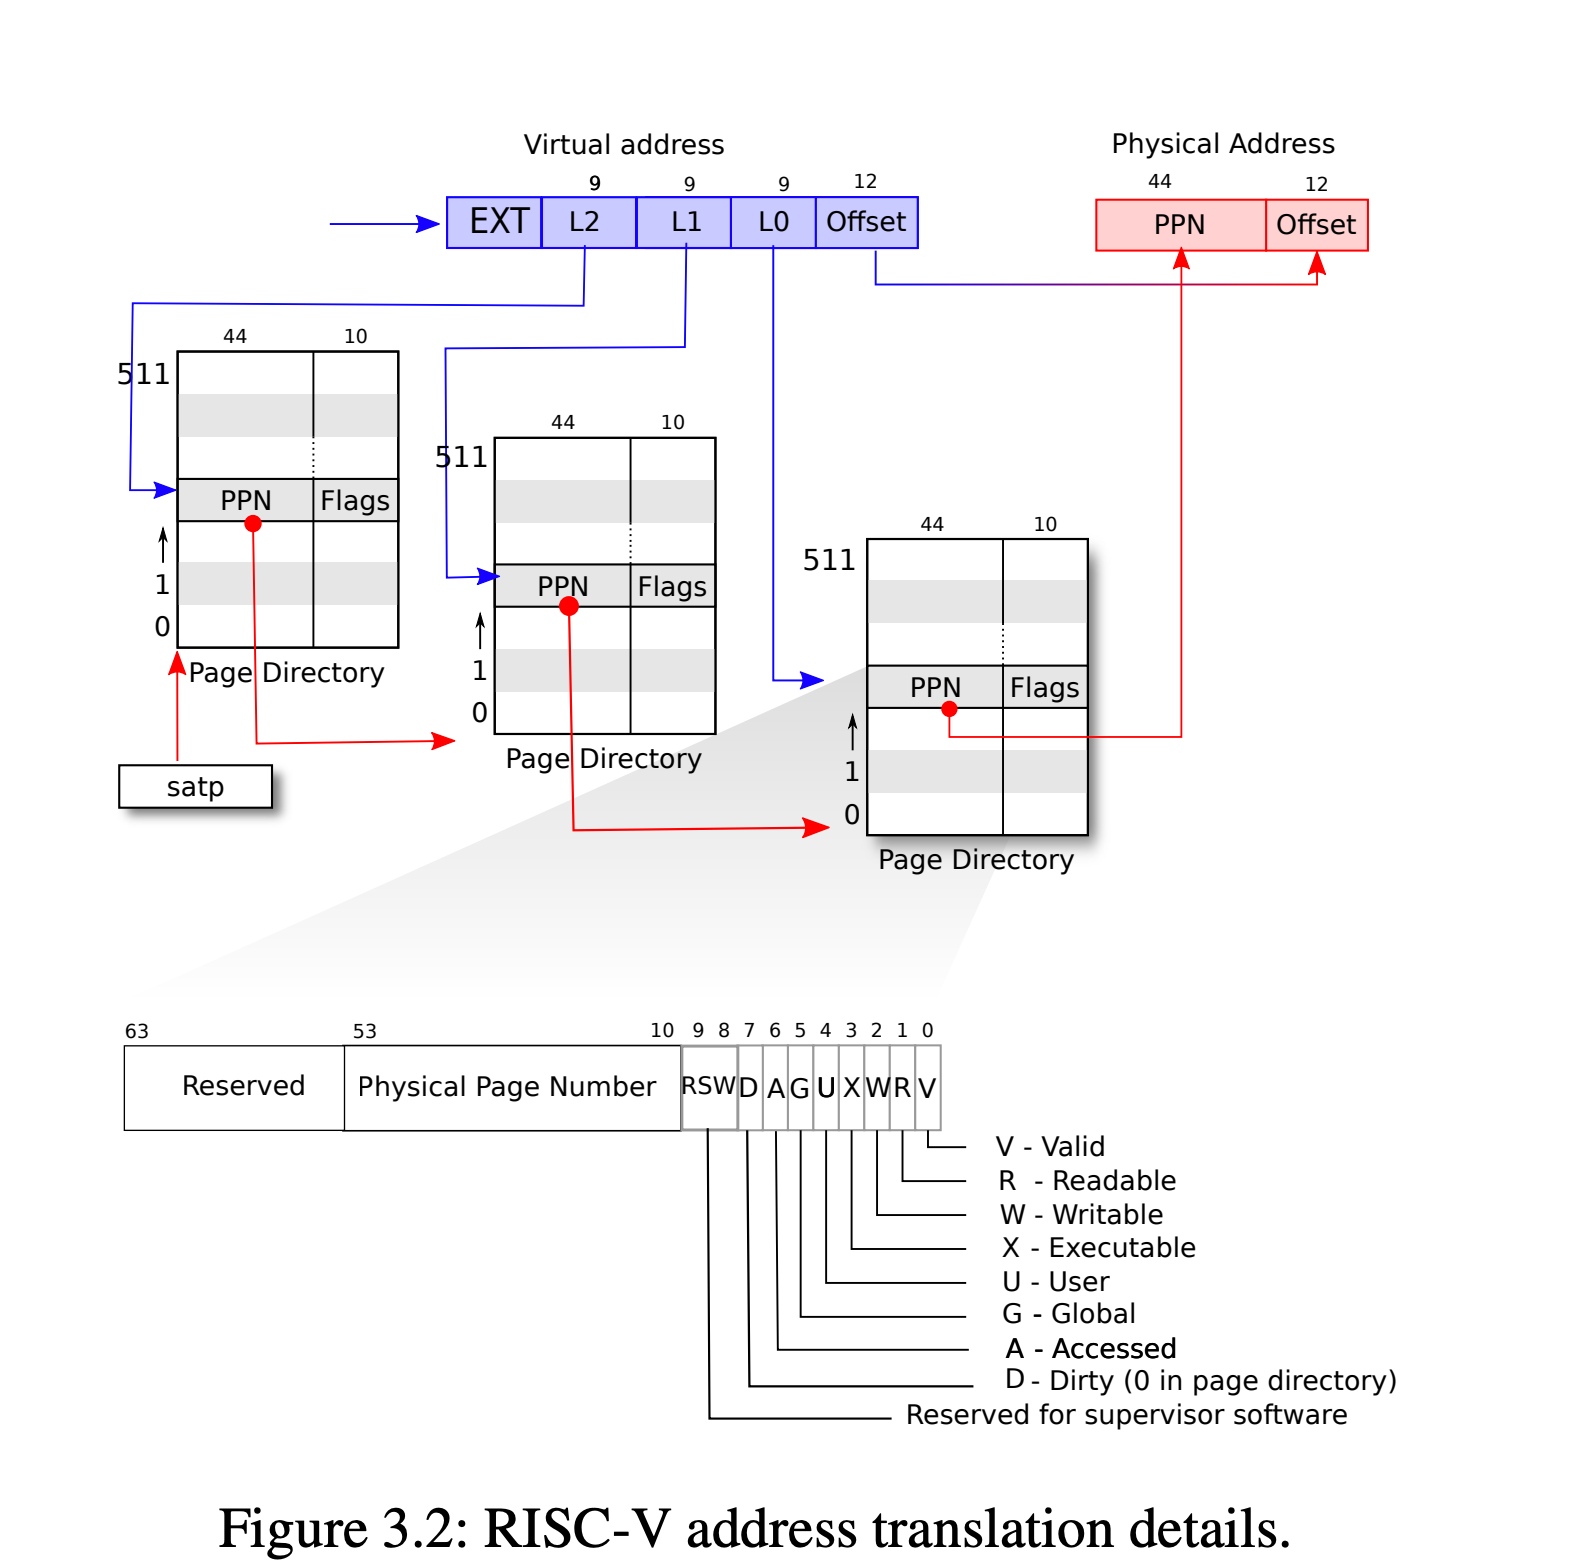 Virtual address
Physical Address
9 9 9 12
44 12
EXT L2 L1 L0 Offset
PPN Offset
44 10
511
PPN Flags
1
0
Page Directory
satp
44 10
511
PPN Flags
1
0
Page Directory
44 10
511
PPN Flags
1
0
Page Directory
63 53 10 9 8 7 6 5 4 3 2 1 0
Reserved Physical Page Number RSW D A G U X W R V
V - Valid
R - Readable
W - Writable
X - Executable
U - User
G - Global
A - Accessed
D - Dirty (0 in page directory)
Reserved for supervisor software
Figure 3.2: RISC-V address translation details.